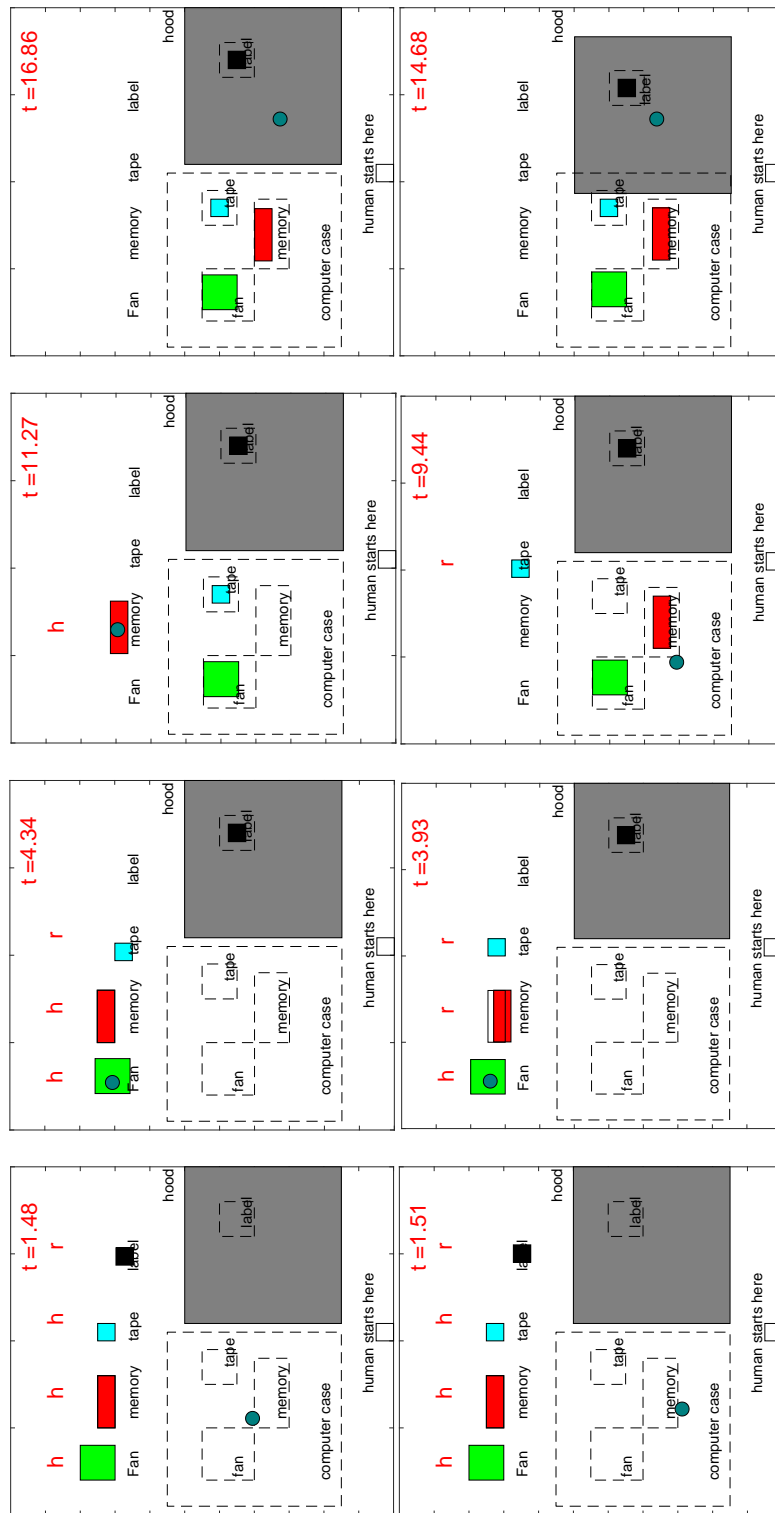 t =1.48
h h h r
Fan memory tape label
hood
tape label
fan
memory
computer case
human starts here
t =4.34
h h r
Fan memory tape label
hood
tape label
fan
memory
computer case
human starts here
t =11.27
h
Fan memory tape label
hood
tape label
fan
memory
computer case
human starts here
t =16.86
Fan memory tape label
hood
tape label
fan
memory
computer case
human starts here
t =1.51
h h h r
Fan memory tape label
hood
tape label
fan
memory
computer case
human starts here
t =3.93
h r r
Fan memory tape label
hood
tape label
fan
memory
computer case
human starts here
t =9.44
r
Fan memory tape label
hood
tape label
fan
memory
computer case
human starts here
t =14.68
Fan memory tape label
hood
tape label
fan
memory
computer case
human starts here